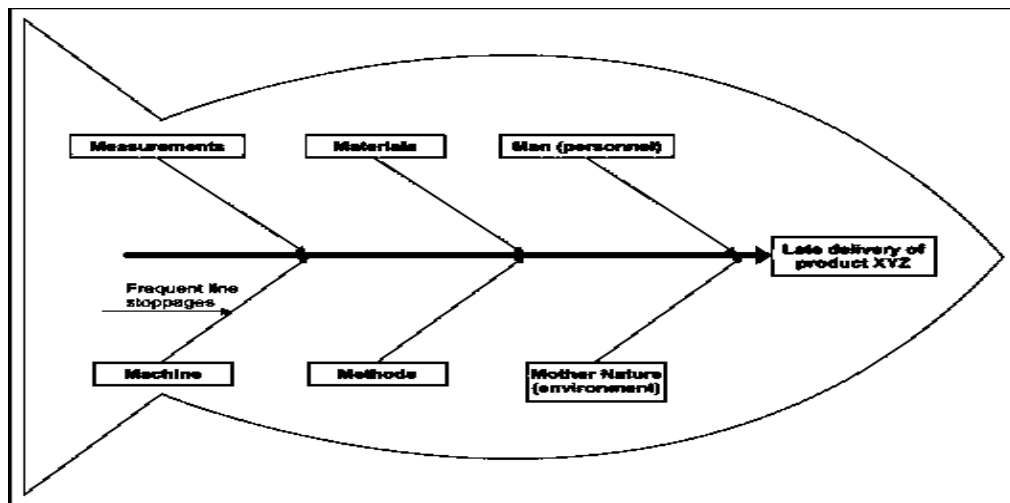 Measurements
Materials
Man (personnel)
Late delivery of
product XYZ
Frequent line
stoppages
Machine
Methods
Mother Nature
(environment)